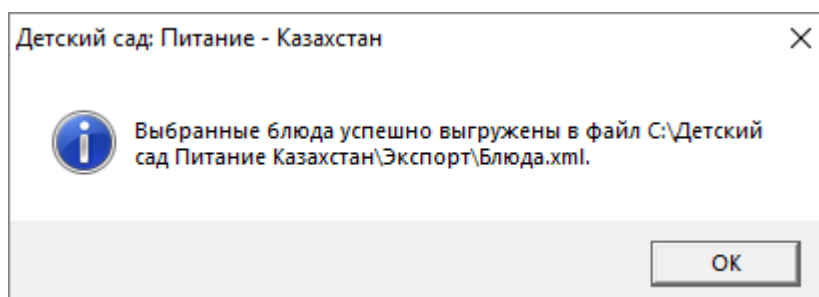 Детский сад: Питание - Казахстан
Выбранные блюда успешно выгружены в файл C:\Детский
сад Питание Казахстан\Экспорт\Блюда.xml.
OK